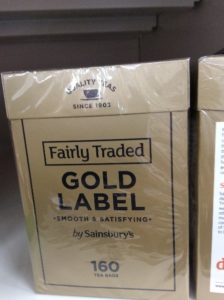 QUALITY TEAS
SINCE 1903
Fairly Traded
GOLD
LABEL
•SMOOTH & SATISFYING•
by Sainsbury's
160
TEA BAGS